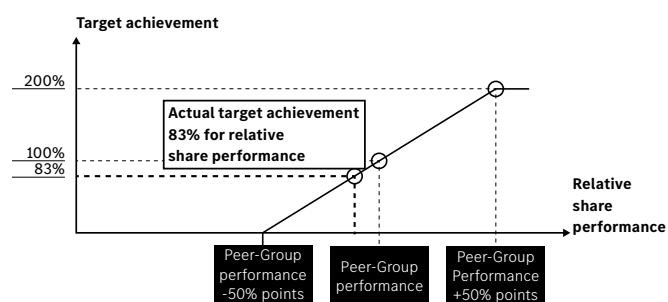 Target achievement
200%
Actual target achievement
83% for relative
share performance
100%
83%
Relative
share
performance
Peer-Group
performance
-50% points
Peer-Group
performance
Peer-Group
Performance
+50% points